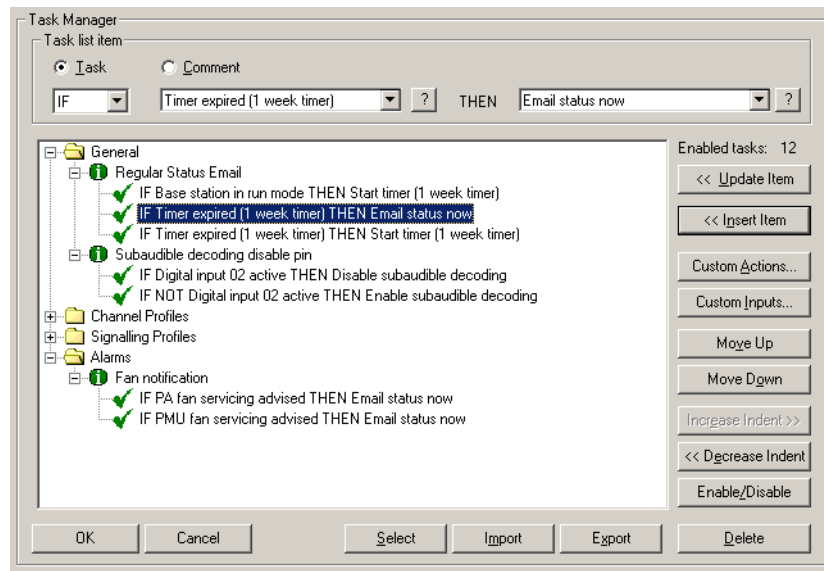 Task Manager
Task list item
Task Comment
IF Timer expired (1 week timer) ? THEN Email status now ?
General
Regular Status Email
IF Base station in run mode THEN Start timer (1 week timer)
IF Timer expired (1 week timer) THEN Email status now
IF Timer expired (1 week timer) THEN Start timer (1 week timer)
Subaudible decoding disable pin
IF Digital input 02 active THEN Disable subaudible decoding
IF NOT Digital input 02 active THEN Enable subaudible decoding
Channel Profiles
Signalling Profiles
Alarms
Fan notification
IF PA fan servicing advised THEN Email status now
IF PMU fan servicing advised THEN Email status now
Enabled tasks: 12
<< Update Item
<< Insert Item
Custom Actions...
Custom Inputs...
Move Up
Move Down
Increase Indent >>
<< Decrease Indent
Enable/Disable
OK Cancel Select Import Export Delete